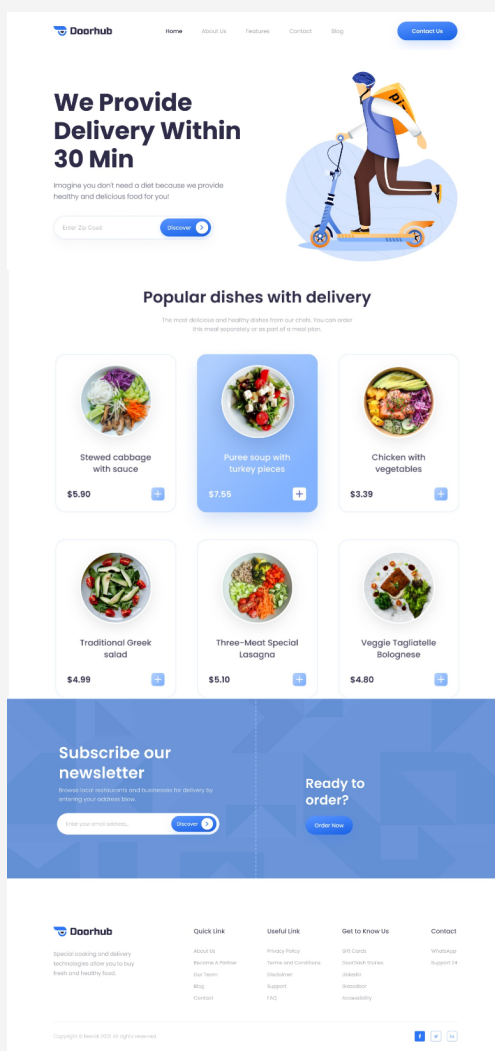 Doorhub
Home
About Us
Features
Contact
Blog
Contact Us
We Provide
Delivery Within
30 Min
Imagine you don't need a diet because we provide
healthy and delicious food for you!
Enter Zip Coad
Discover
Popular dishes with delivery
The most delicious and healthy dishes from our chefs. You can order
this meal separately or as part of a meal plan.
Stewed cabbage
with sauce
$5.90
Puree soup with
turkey pieces
$7.55
Chicken with
vegetables
$3.39
Traditional Greek
salad
$4.99
Three-Meat Special
Lasagna
$5.10
Veggie Tagliatelle
Bolognese
$4.80
Subscribe our
newsletter
Browse local restaurants and businesses for delivery by
entering your address below.
Enter your email address...
Discover
Ready to
order?
Order Now
Doorhub
Special cooking and delivery
technologies allow you to buy
fresh and healthy food.
Quick Link
About Us
Become A Partner
Our Team
Blog
Contact
Useful Link
Privacy Policy
Terms and Conditions
Disclaimer
Support
FAQ
Get to Know Us
Gift Cards
DoorDash Stories
LinkedIn
Glassdoor
Accessibility
Contact
WhatsApp
Support 24
2021. All rights reserved.